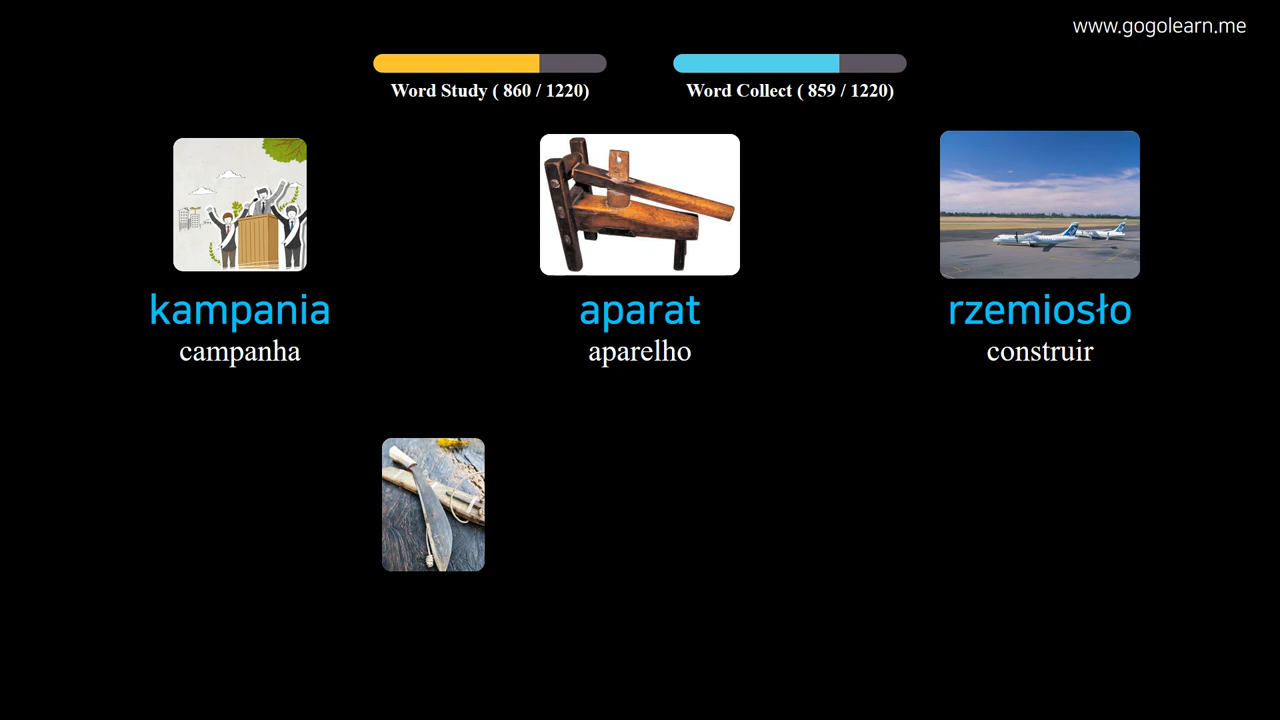 www.gogolearn.me
Word Study ( 860 / 1220)
Word Collect ( 859 / 1220)
kampania
aparat
rzemiosło
campanha
aparelho
construir